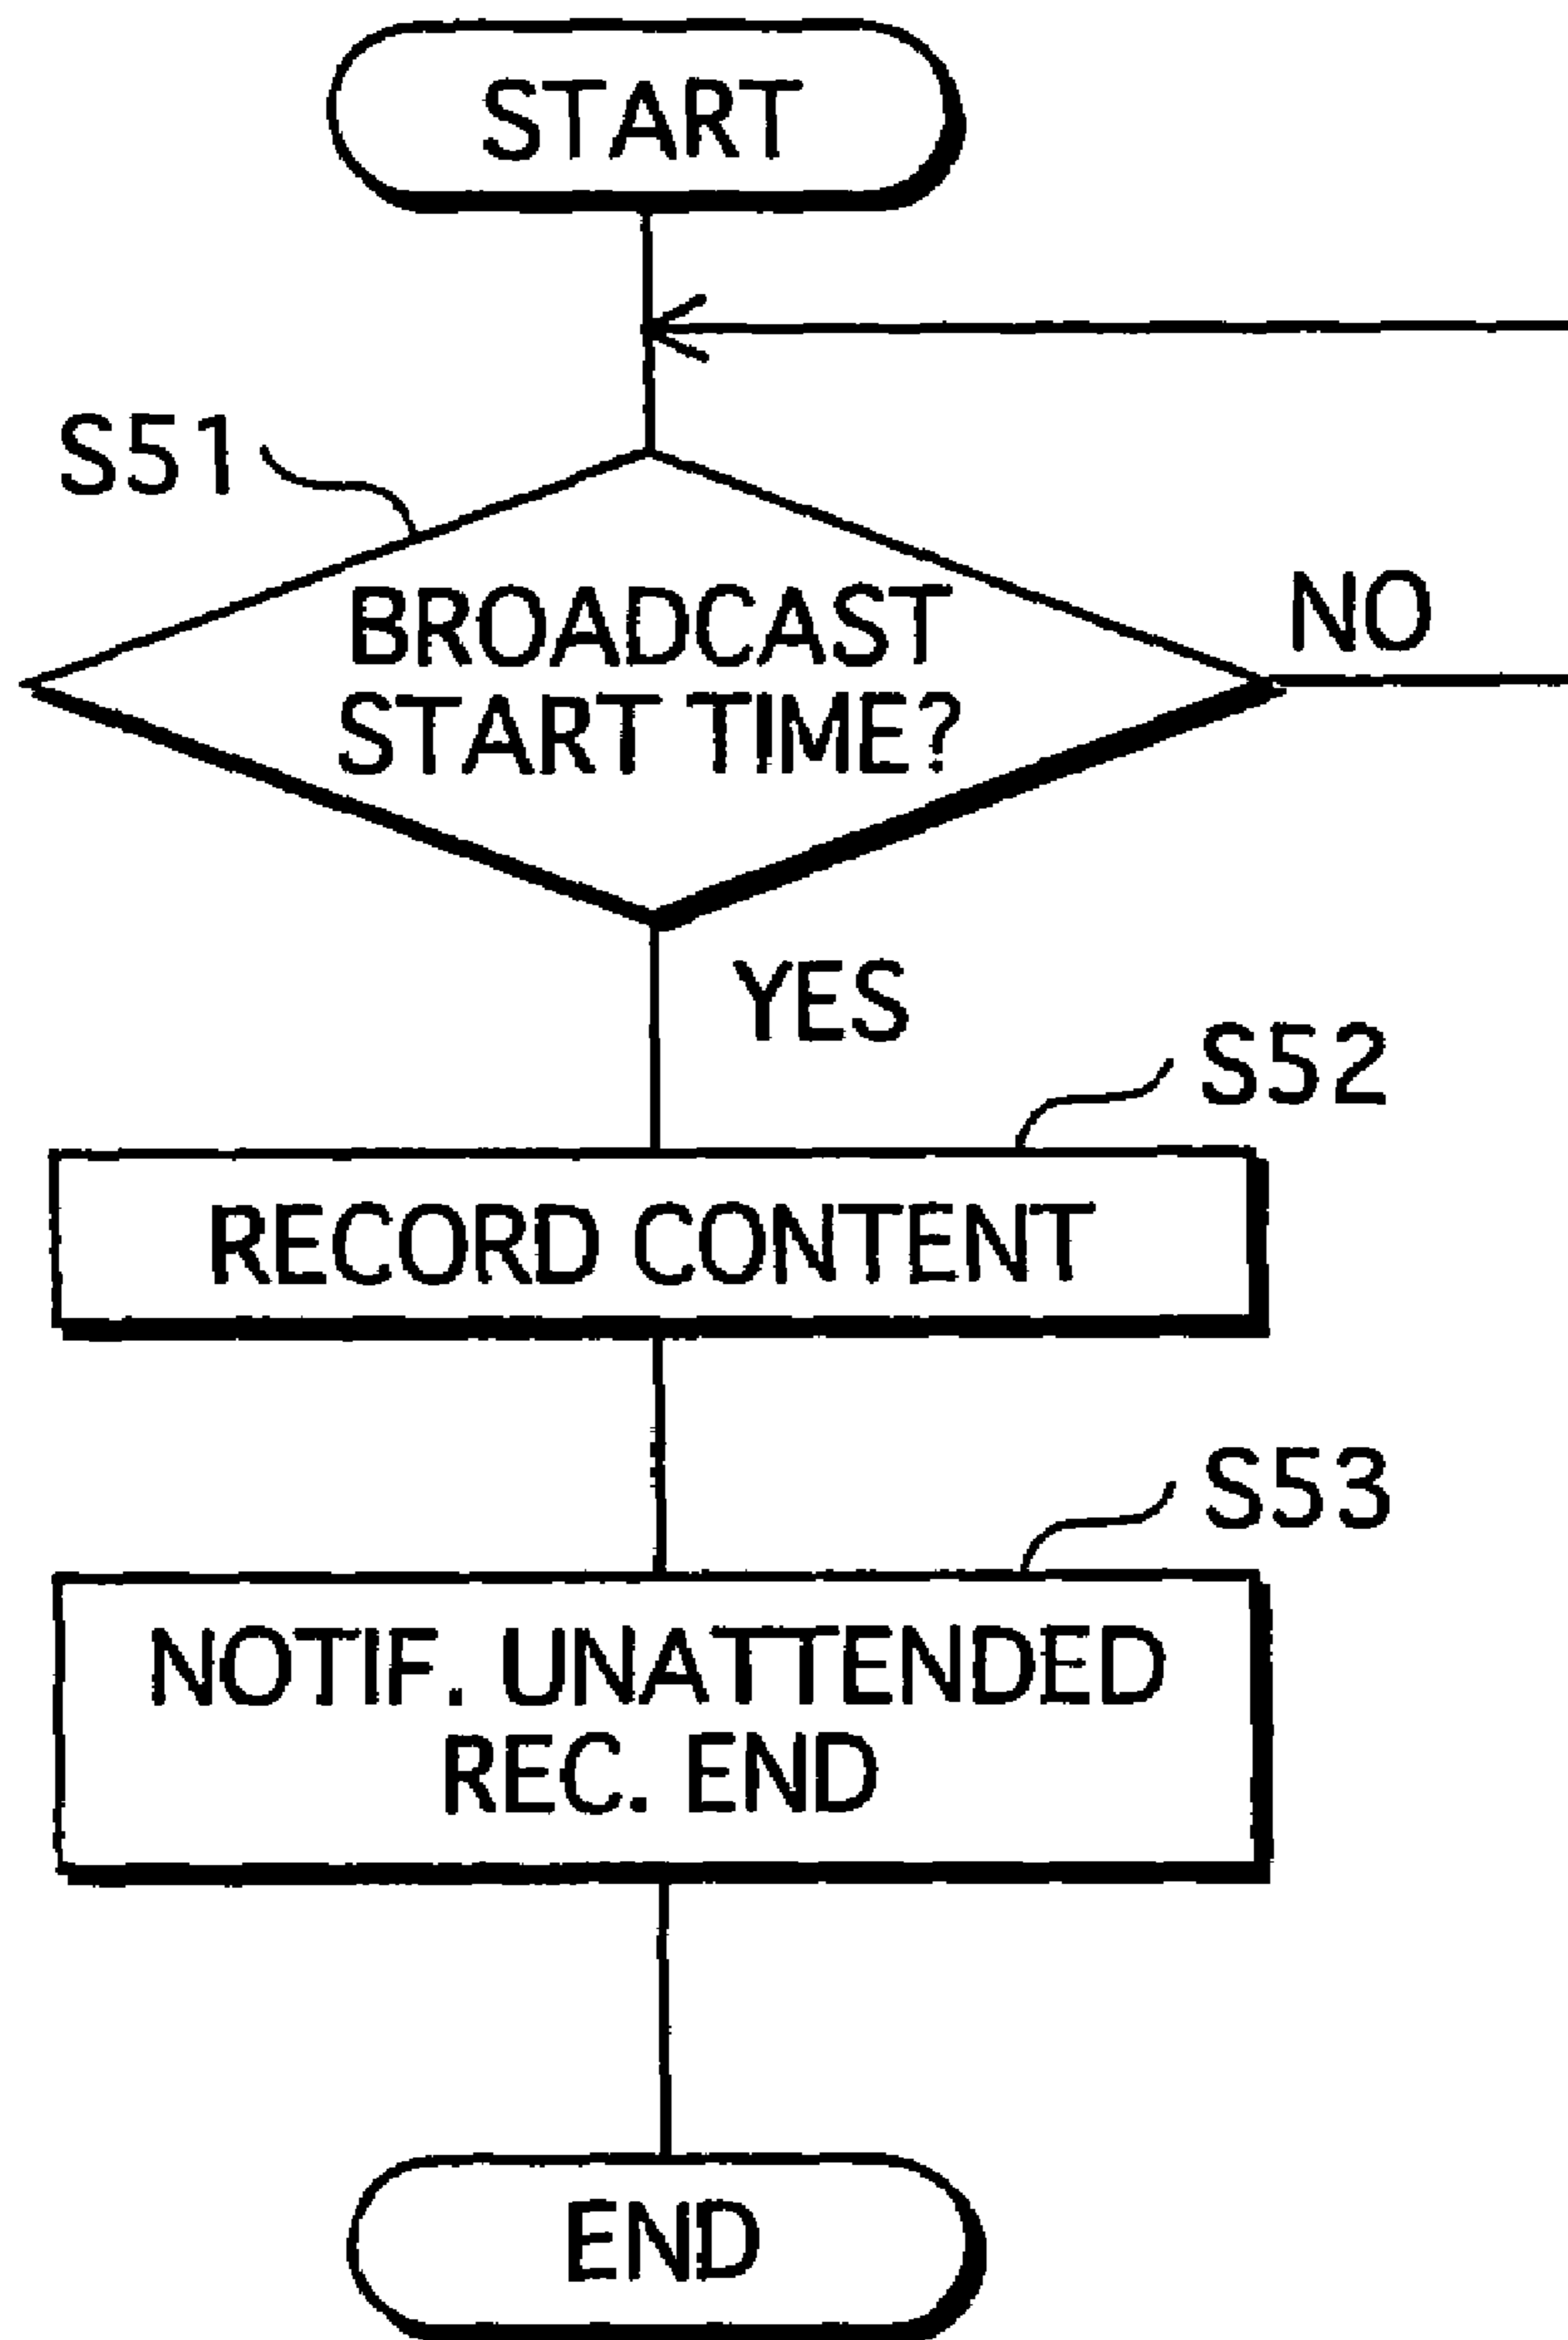 START
S51
BROADCAST
START TIME?
NO
YES
S52
RECORD CONTENT
S53
NOTIF. UNATTENDED
REC. END
END